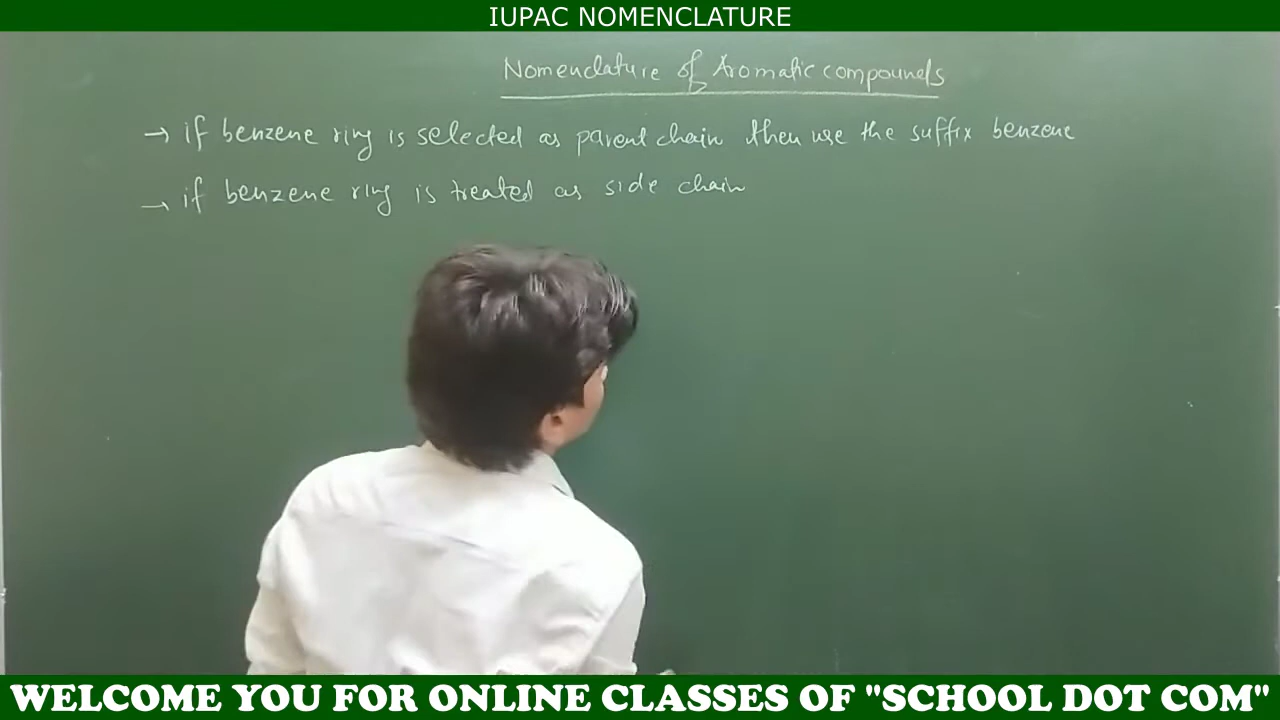 IUPAC NOMENCLATURE
Nomenclature of Aromatic compounds
→ if benzene ring is selected as parent chain then use the suffix benzene
→ if benzene ring is treated as side chain
WELCOME YOU FOR ONLINE CLASSES OF "SCHOOL DOT COM"